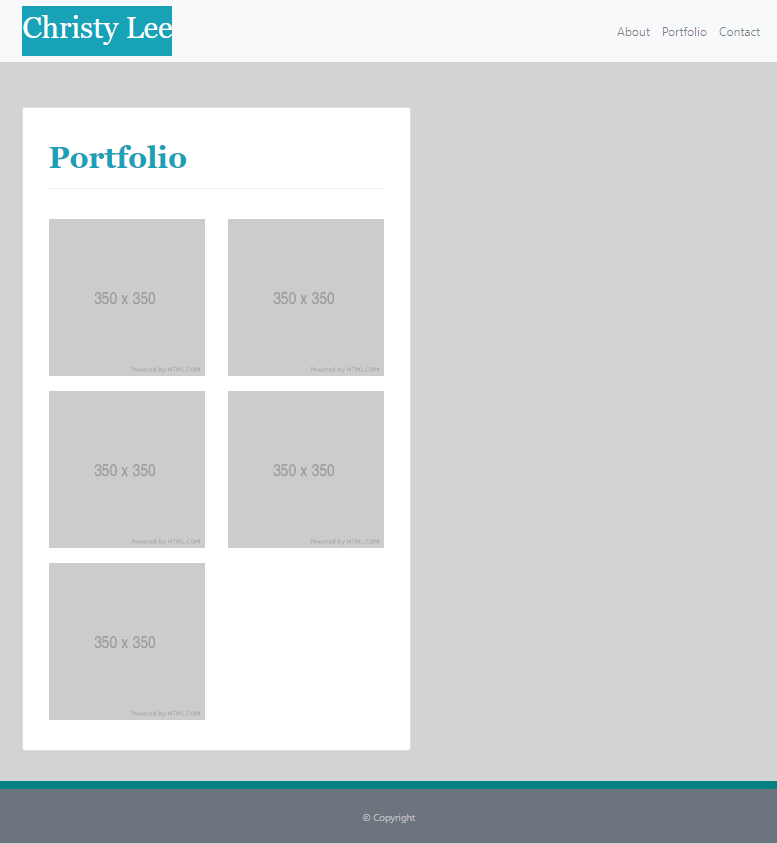 Christy Lee
About Portfolio Contact
Portfolio
350 x 350
Powered by HTML.COM
350 x 350
Powered by HTML.COM
350 x 350
Powered by HTML.COM
350 x 350
Powered by HTML.COM
350 x 350
Powered by HTML.COM
© Copyright